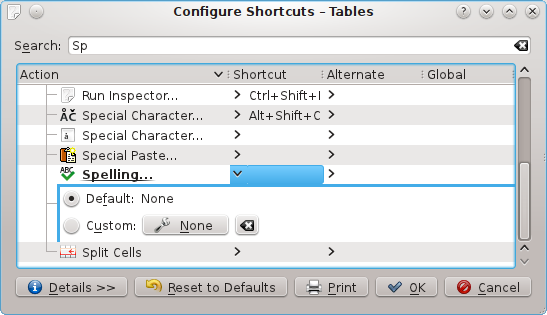 Configure Shortcuts – Tables
Search: Sp
Action Shortcut Alternate Global
Run Inspector... Ctrl+Shift+I
Special Character... Alt+Shift+C
Special Character...
Special Paste...
ABC Spelling...
Default: None
Custom: None
Split Cells
Details >> Reset to Defaults Print OK Cancel